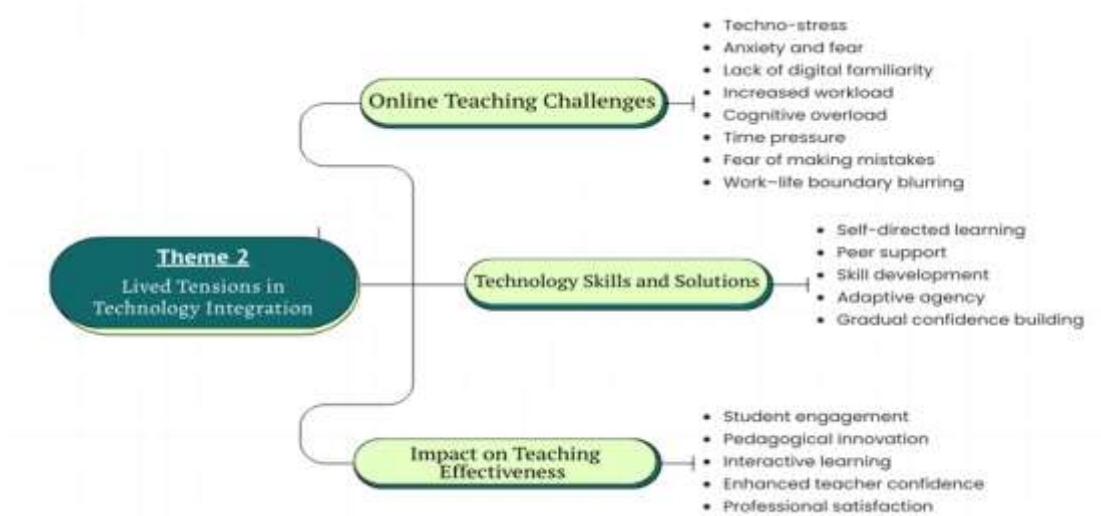 Theme 2
Lived Tensions in
Technology Integration
Online Teaching Challenges
• Techno-stress
• Anxiety and fear
• Lack of digital familiarity
• Increased workload
• Cognitive overload
• Time pressure
• Fear of making mistakes
• Work–life boundary blurring
Technology Skills and Solutions
• Self-directed learning
• Peer support
• Skill development
• Adaptive agency
• Gradual confidence building
Impact on Teaching
Effectiveness
• Student engagement
• Pedagogical innovation
• Interactive learning
• Enhanced teacher confidence
• Professional satisfaction